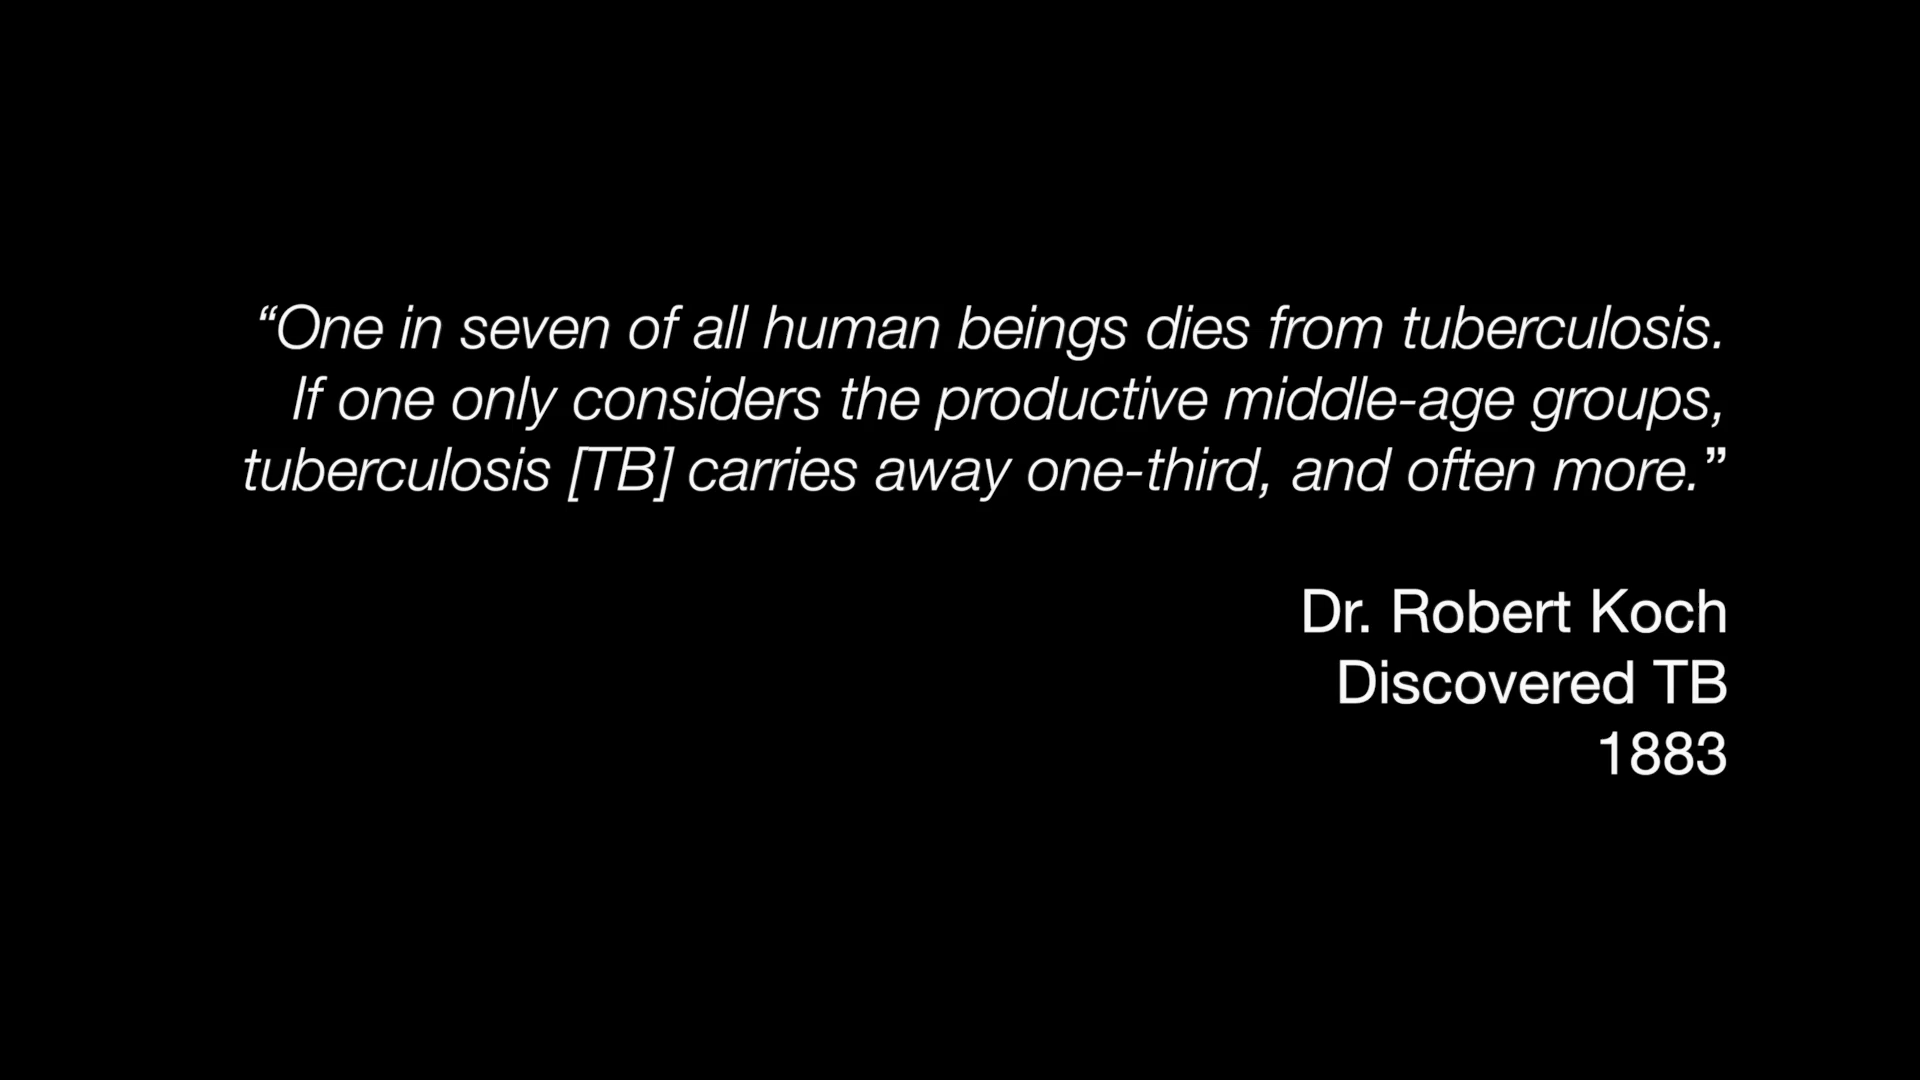 “One in seven of all human beings dies from tuberculosis.
If one only considers the productive middle-age groups,
tuberculosis [TB] carries away one-third, and often more.”
Dr. Robert Koch
Discovered TB
1883